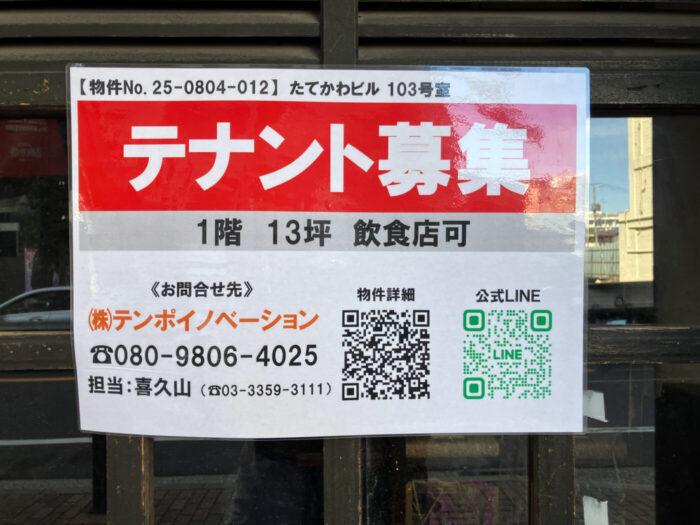 【物件No. 25-0804-012】 たてかわビル 103号室
テナント募集
1階 13坪 飲食店可
《お問合せ先》
㈱テンポイノベーション
☎080-9806-4025
担当:喜久山 (☎03-3359-3111)
物件詳細
公式LINE
LINE